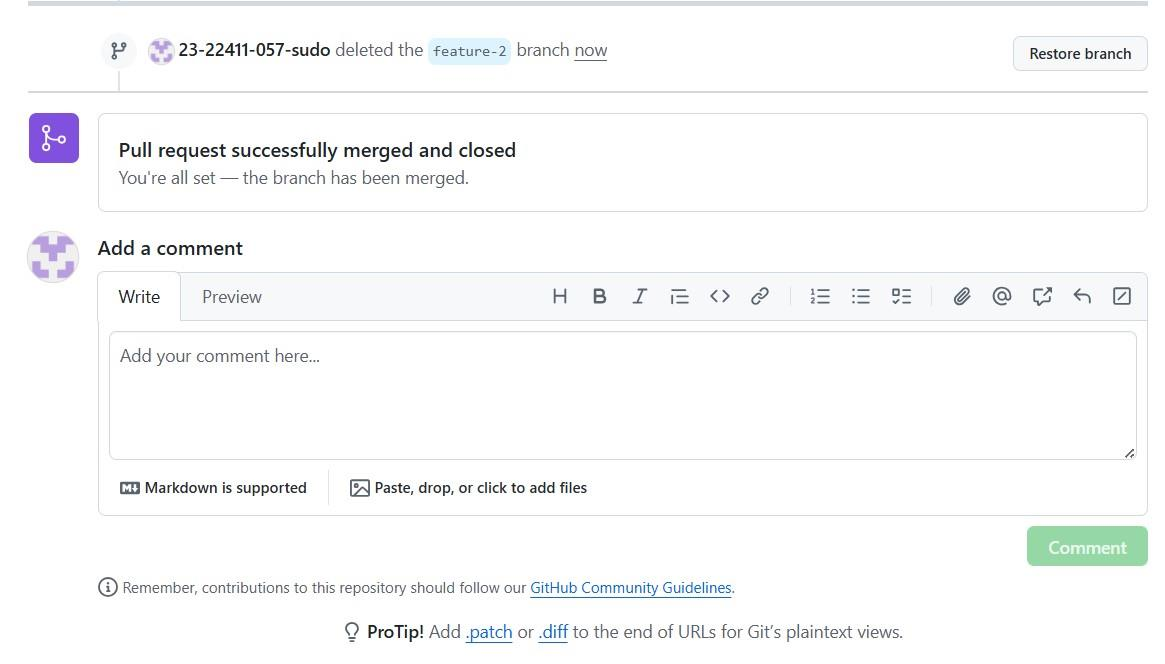 23-22411-057-sudo deleted the feature-2 branch now
Restore branch
Pull request successfully merged and closed
You're all set — the branch has been merged.
Add a comment
Write Preview
Add your comment here...
Markdown is supported Paste, drop, or click to add files
Comment
Remember, contributions to this repository should follow our GitHub Community Guidelines.
ProTip! Add .patch or .diff to the end of URLs for Git’s plaintext views.